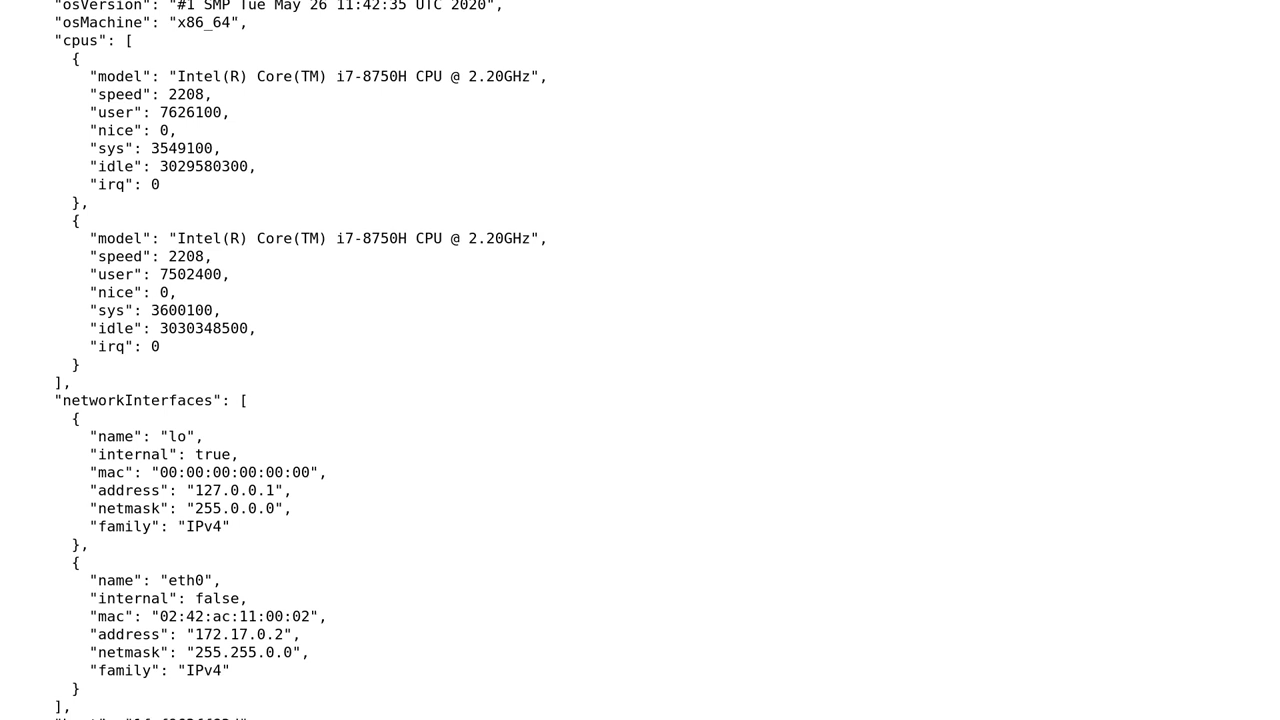 "osVersion": "#1 SMP Tue May 26 11:42:35 UTC 2020",
"osMachine": "x86_64",
"cpus": [
{
"model": "Intel(R) Core(TM) i7-8750H CPU @ 2.20GHz",
"speed": 2208,
"user": 7626100,
"nice": 0,
"sys": 3549100,
"idle": 3029580300,
"irq": 0
},
{
"model": "Intel(R) Core(TM) i7-8750H CPU @ 2.20GHz",
"speed": 2208,
"user": 7502400,
"nice": 0,
"sys": 3600100,
"idle": 3030348500,
"irq": 0
}
],
"networkInterfaces": [
{
"name": "lo",
"internal": true,
"mac": "00:00:00:00:00:00",
"address": "127.0.0.1",
"netmask": "255.0.0.0",
"family": "IPv4"
},
{
"name": "eth0",
"internal": false,
"mac": "02:42:ac:11:00:02",
"address": "172.17.0.2",
"netmask": "255.255.0.0",
"family": "IPv4"
}
],